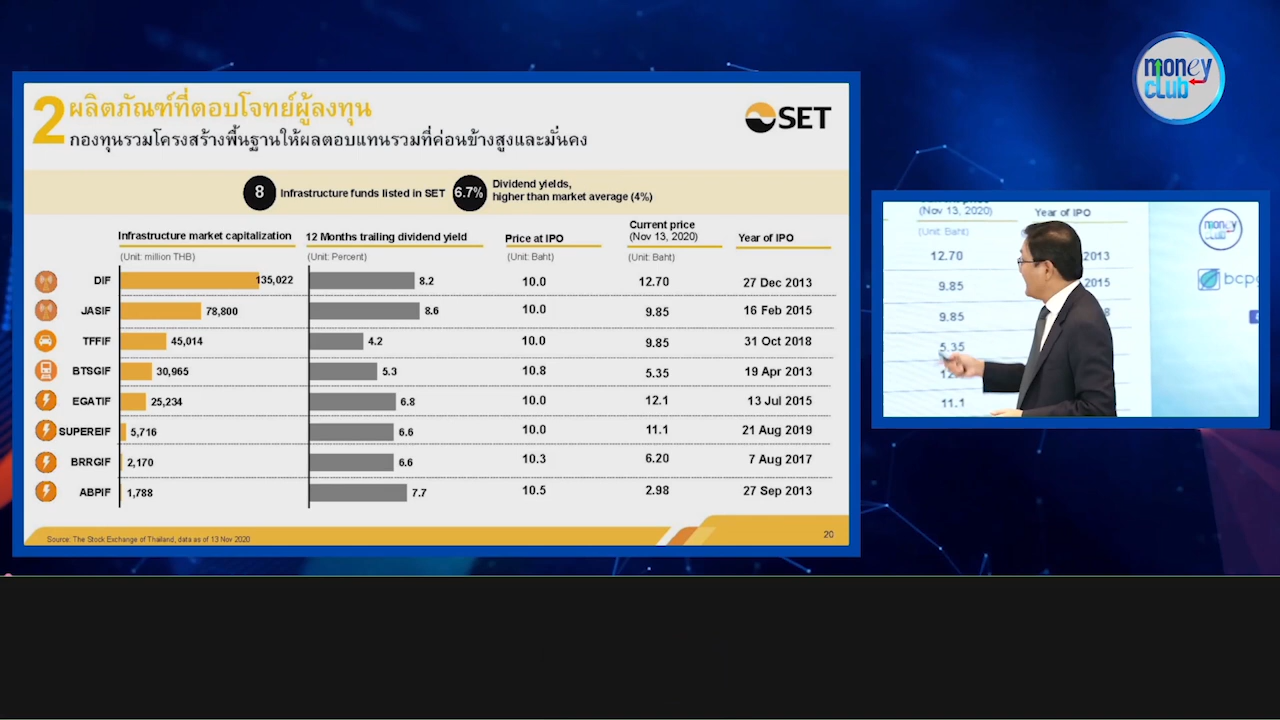 money
club
2 ผลิตภัณฑ์ที่ตอบโจทย์ผู้ลงทุน
กองทุนรวมโครงสร้างพื้นฐานให้ผลตอบแทนรวมที่ค่อนข้างสูงและมั่นคง
SET
8 Infrastructure funds listed in SET 6.7% Dividend yields,
higher than market average (4%)
Infrastructure market capitalization 12 Months trailing dividend yield Price at IPO Current price (Nov 13, 2020) Year of IPO
(Unit: million THB) (Unit: Percent) (Unit: Baht) (Unit: Baht)
DIF 135,022 8.2 10.0 12.70 27 Dec 2013
JASIF 78,800 8.6 10.0 9.85 16 Feb 2015
TFFIF 45,014 4.2 10.0 9.85 31 Oct 2018
BTSGIF 30,965 5.3 10.8 5.35 19 Apr 2013
EGATIF 25,234 6.8 10.0 12.1 13 Jul 2015
SUPEREIF 5,716 6.6 10.0 11.1 21 Aug 2019
BRRGIF 2,170 6.6 10.3 6.20 7 Aug 2017
ABPIF 1,788 7.7 10.5 2.98 27 Sep 2013
Source: The Stock Exchange of Thailand, data as of 13 Nov 2020
20
(Nov 13, 2020) Year of IPO
(Unit: Baht)
12.70 2013
9.85 2015
9.85 8
5.35
12
11.1
money
club
bcpg